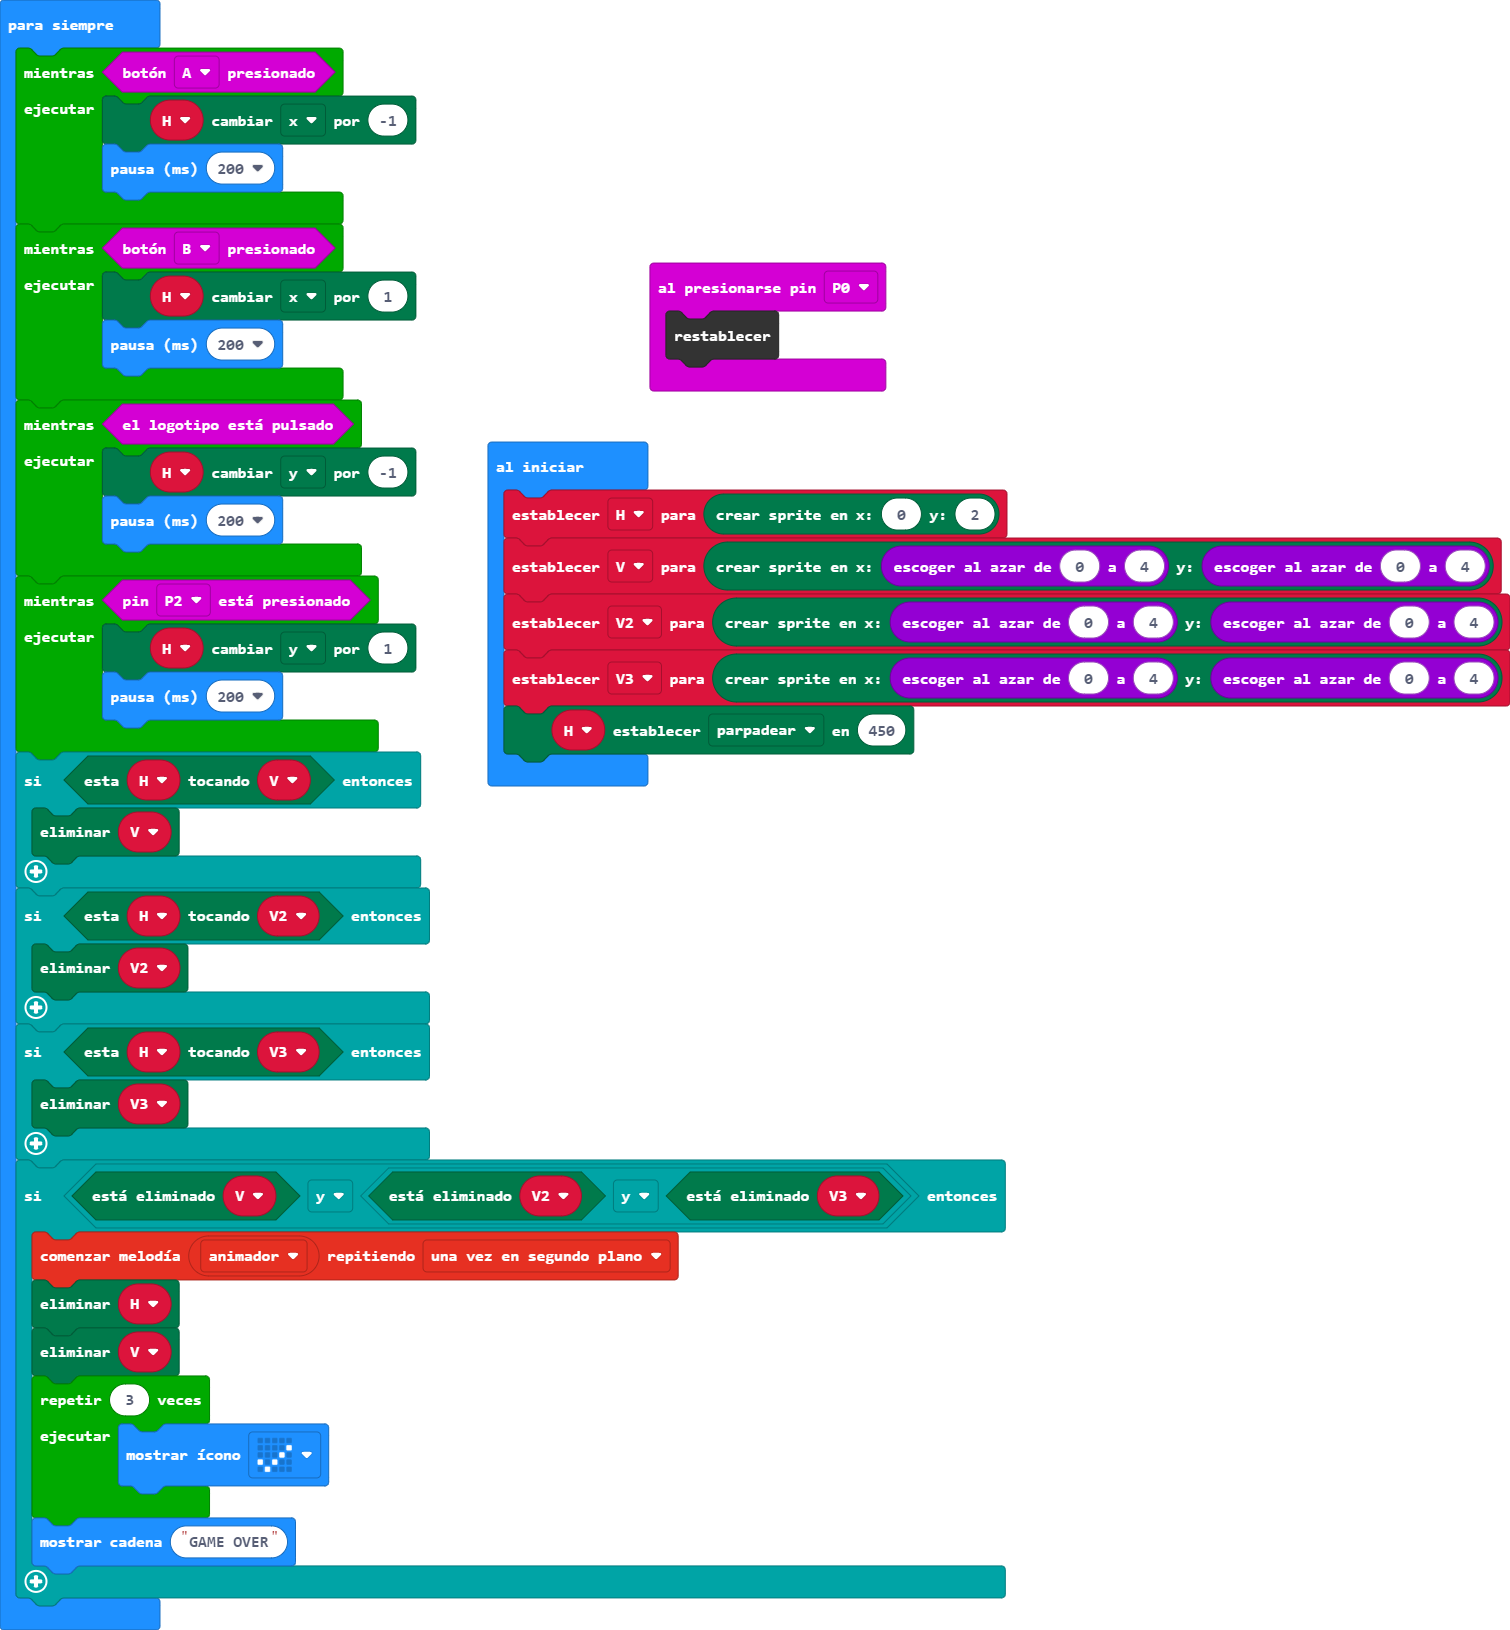 para siempre
mientras botón A presionado
ejecutar H cambiar x por -1
pausa (ms) 200
mientras botón B presionado
ejecutar H cambiar x por 1
pausa (ms) 200
mientras el logotipo está pulsado
ejecutar H cambiar y por -1
pausa (ms) 200
mientras pin P2 está presionado
ejecutar H cambiar y por 1
pausa (ms) 200
si esta H tocando V entonces
eliminar V
si esta H tocando V2 entonces
eliminar V2
si esta H tocando V3 entonces
eliminar V3
si está eliminado V y está eliminado V2 y está eliminado V3 entonces
comenzar melodía animador repitiendo una vez en segundo plano
eliminar H
eliminar V
repetir 3 veces
ejecutar mostrar ícono
mostrar cadena "GAME OVER"
al presionarse pin P0
restablecer
al iniciar
establecer H para crear sprite en x: 0 y: 2
establecer V para crear sprite en x: escoger al azar de 0 a 4 y: escoger al azar de 0 a 4
establecer V2 para crear sprite en x: escoger al azar de 0 a 4 y: escoger al azar de 0 a 4
establecer V3 para crear sprite en x: escoger al azar de 0 a 4 y: escoger al azar de 0 a 4
H establecer parpadear en 450